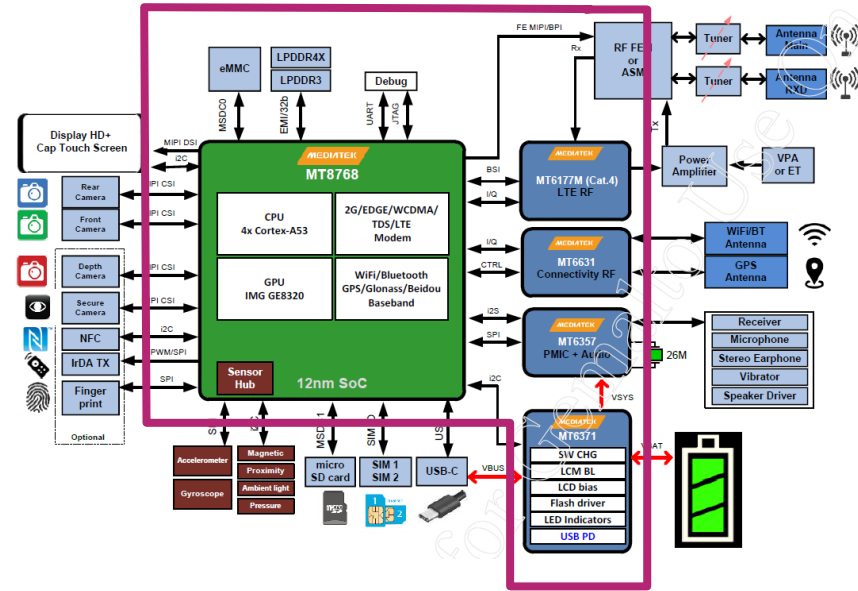 FE MIPI/BPI
Rx
RF FEM
or
ASM
Tuner
Antenna
Main
Tuner
Antenna
RXD
Tx
eMMC
LPDDR4X
LPDDR3
Debug
MSDC0
EMI/32b
UART
JTAG
Display HD+
Cap Touch Screen
MIPI DSI
i2C
MEDIATEK
MT8768
CPU
4x Cortex-A53
2G/EDGE/WCDMA/
TDS/LTE
Modem
GPU
IMG GE8320
WiFi/Bluetooth
GPS/Glonass/Beidou
Baseband
Sensor
Hub
12nm SoC
BSI
I/Q
MEDIATEK
MT6177M (Cat.4)
LTE RF
Power
Amplirier
VPA
or ET
Rear
Camera
IPI CSI
Front
Camera
IPI CSI
Depth
Camera
IPI CSI
Secure
Camera
IPI CSI
NFC
i2C
IrDA TX
PWM/SPI
Finger
print
SPI
Optional
I/Q
CTRL
MEDIATEK
MT6631
Connectivity RF
WiFi/BT
Antenna
GPS
Antenna
i2S
SPI
MEDIATEK
MT6357
PMIC + Audio
26M
Receiver
Microphone
Stereo Earphone
Vibrator
Speaker Driver
i2C
VSYS
MEDIATEK
MT6371
SW CHG
LCM BL
LCD bias
Flash driver
LED Indicators
USB PD
VBUS
VBAT
Accelerometer
Gyroscope
Magnetic
Proximity
Ambient light
Pressure
micro
SD card
SIM 1
SIM 2
USB-C
1
2